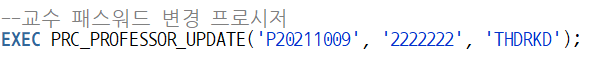 --교수 패스워드 변경 프로시저
EXEC PRC_PROFESSOR_UPDATE('P20211009', '2222222', 'THDRKD');